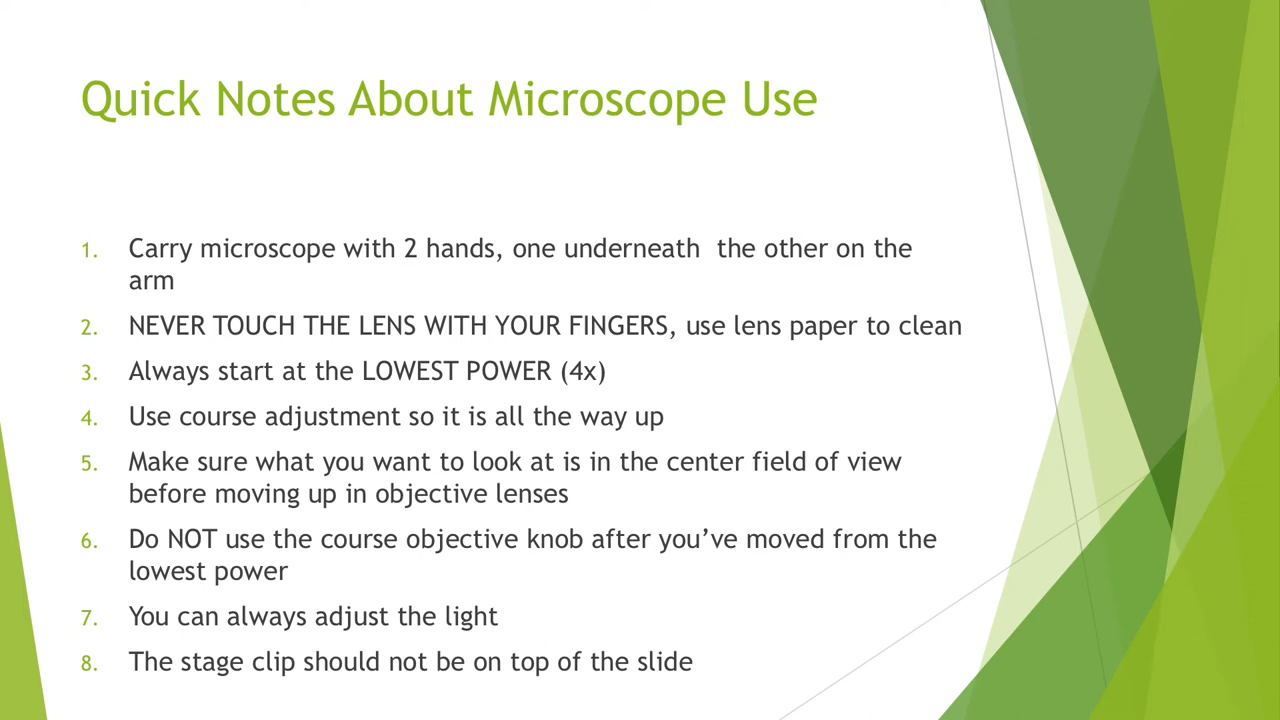 Quick Notes About Microscope Use
1. Carry microscope with 2 hands, one underneath  the other on the
arm
2. NEVER TOUCH THE LENS WITH YOUR FINGERS, use lens paper to clean
3. Always start at the LOWEST POWER (4x)
4. Use course adjustment so it is all the way up
5. Make sure what you want to look at is in the center field of view
before moving up in objective lenses
6. Do NOT use the course objective knob after you’ve moved from the
lowest power
7. You can always adjust the light
8. The stage clip should not be on top of the slide